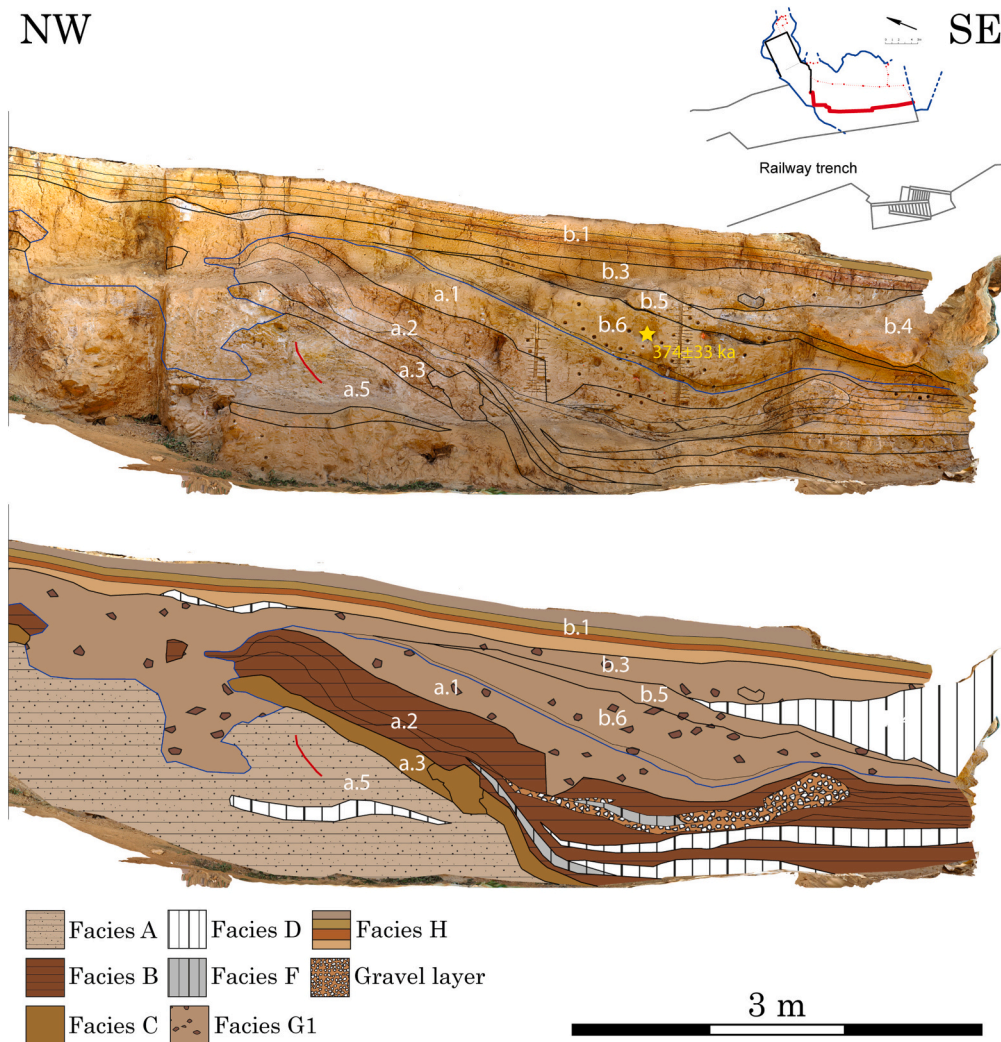 NW
SE
Railway trench
b.1
b.3
a.1
b.5
b.6
b.4
a.2
374±33 ka
a.3
a.5
b.1
b.3
a.1
b.5
b.6
a.2
a.3
a.5
Facies A
Facies D
Facies H
Facies B
Facies F
Gravel layer
Facies C
Facies G1
3 m